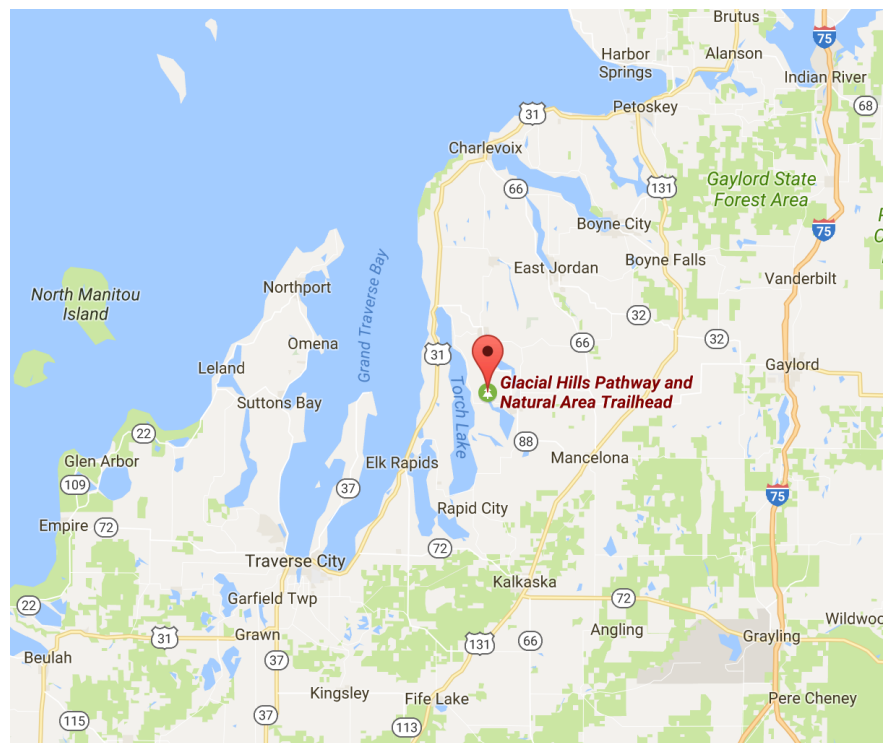 Brutus
Harbor
Springs
Alanson
75
Indian River
Petoskey
68
31
Charlevoix
66
131
Gaylord State
Forest Area
Boyne City
75
East Jordan
Boyne Falls
Vanderbilt
Northport
Grand Traverse Bay
North Manitou
Island
32
Omena
66
32
31
Leland
Gaylord
Glacial Hills Pathway and
Natural Area Trailhead
Suttons Bay
Torch Lake
22
88
Glen Arbor
Elk Rapids
Mancelona
109
37
75
Rapid City
Empire
72
72
Traverse City
Kalkaska
22
Garfield Twp
72
Angling
Wildwoo
31
Grawn
131
66
Grayling
Beulah
37
Kingsley
Fife Lake
Pere Cheney
115
37
113